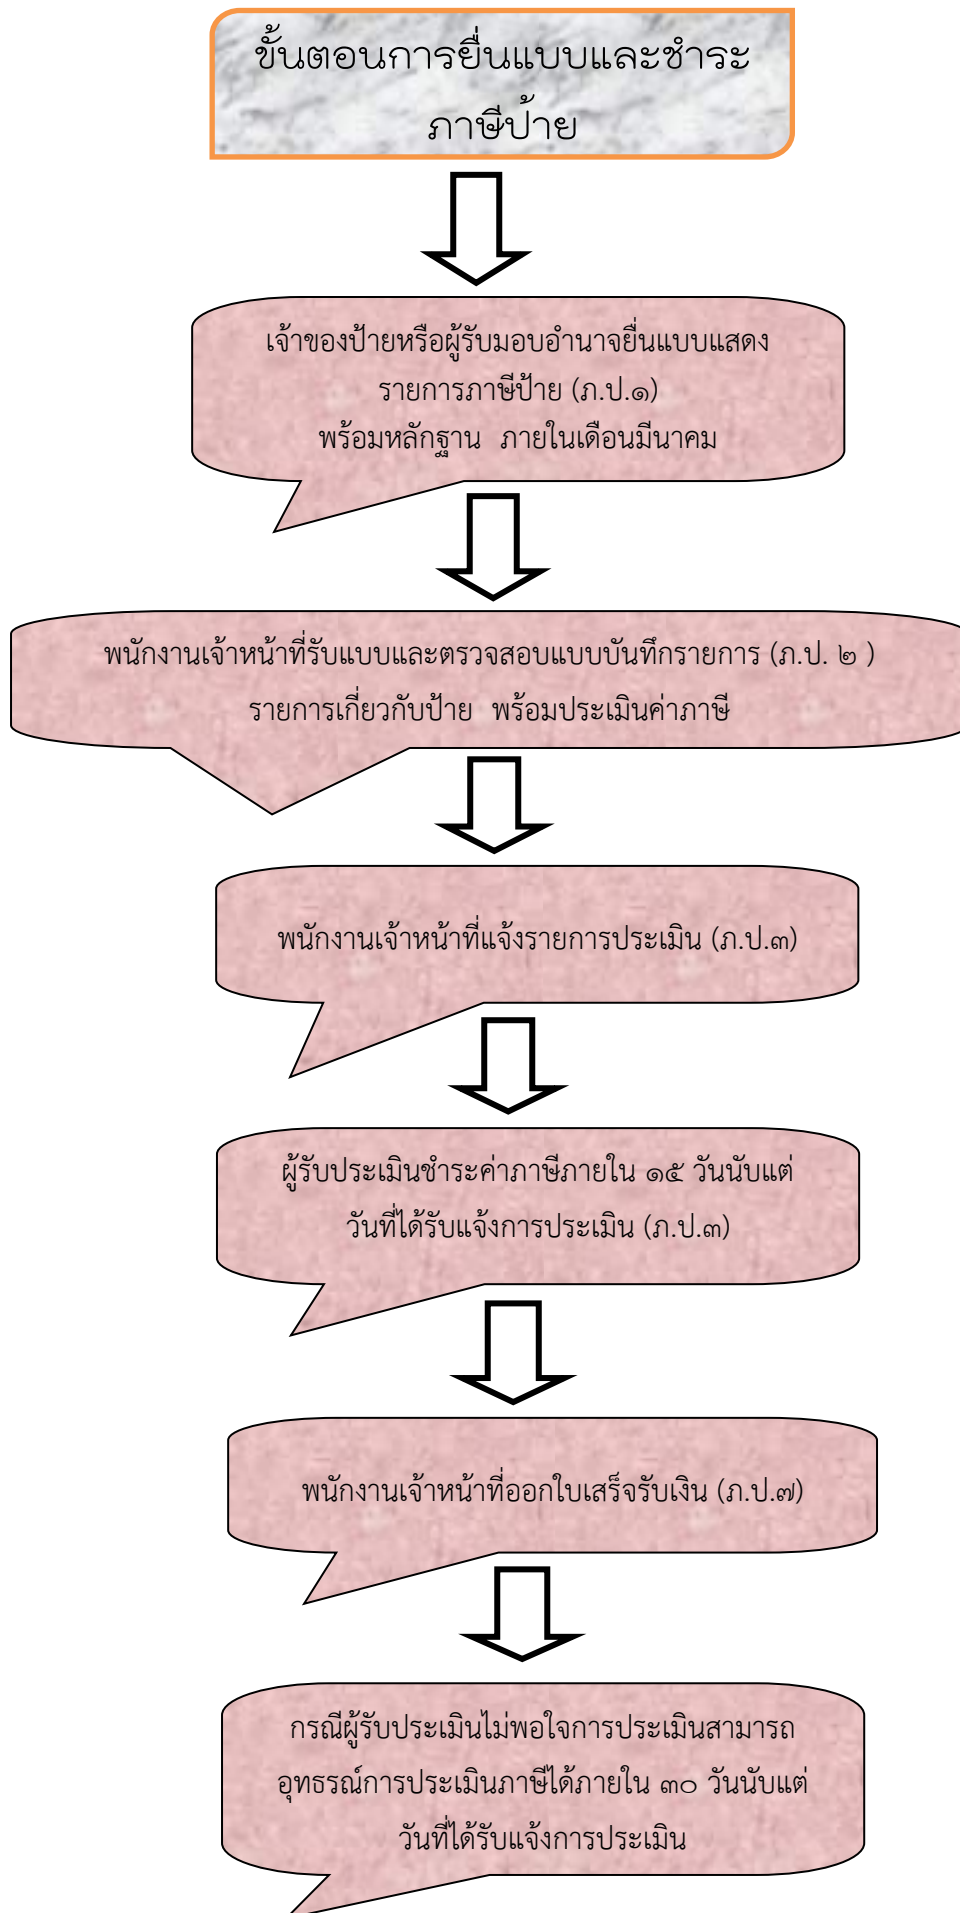 ขั้นตอนการยื่นแบบและชำระ
ภาษีป้าย
เจ้าของป้ายหรือผู้รับมอบอำนาจยื่นแบบแสดง
รายการภาษีป้าย (ภ.ป.๑)
พร้อมหลักฐาน ภายในเดือนมีนาคม
พนักงานเจ้าหน้าที่รับแบบและตรวจสอบแบบบันทึกรายการ (ภ.ป. ๒ )
รายการเกี่ยวกับป้าย พร้อมประเมินค่าภาษี
พนักงานเจ้าหน้าที่แจ้งรายการประเมิน (ภ.ป.๓)
ผู้รับประเมินชำระค่าภาษีภายใน ๑๕ วันนับแต่
วันที่ได้รับแจ้งการประเมิน (ภ.ป.๓)
พนักงานเจ้าหน้าที่ออกใบเสร็จรับเงิน (ภ.ป.๗)
กรณีผู้รับประเมินไม่พอใจการประเมินสามารถ
อุทธรณ์การประเมินภาษีได้ภายใน ๓๐ วันนับแต่
วันที่ได้รับแจ้งการประเมิน